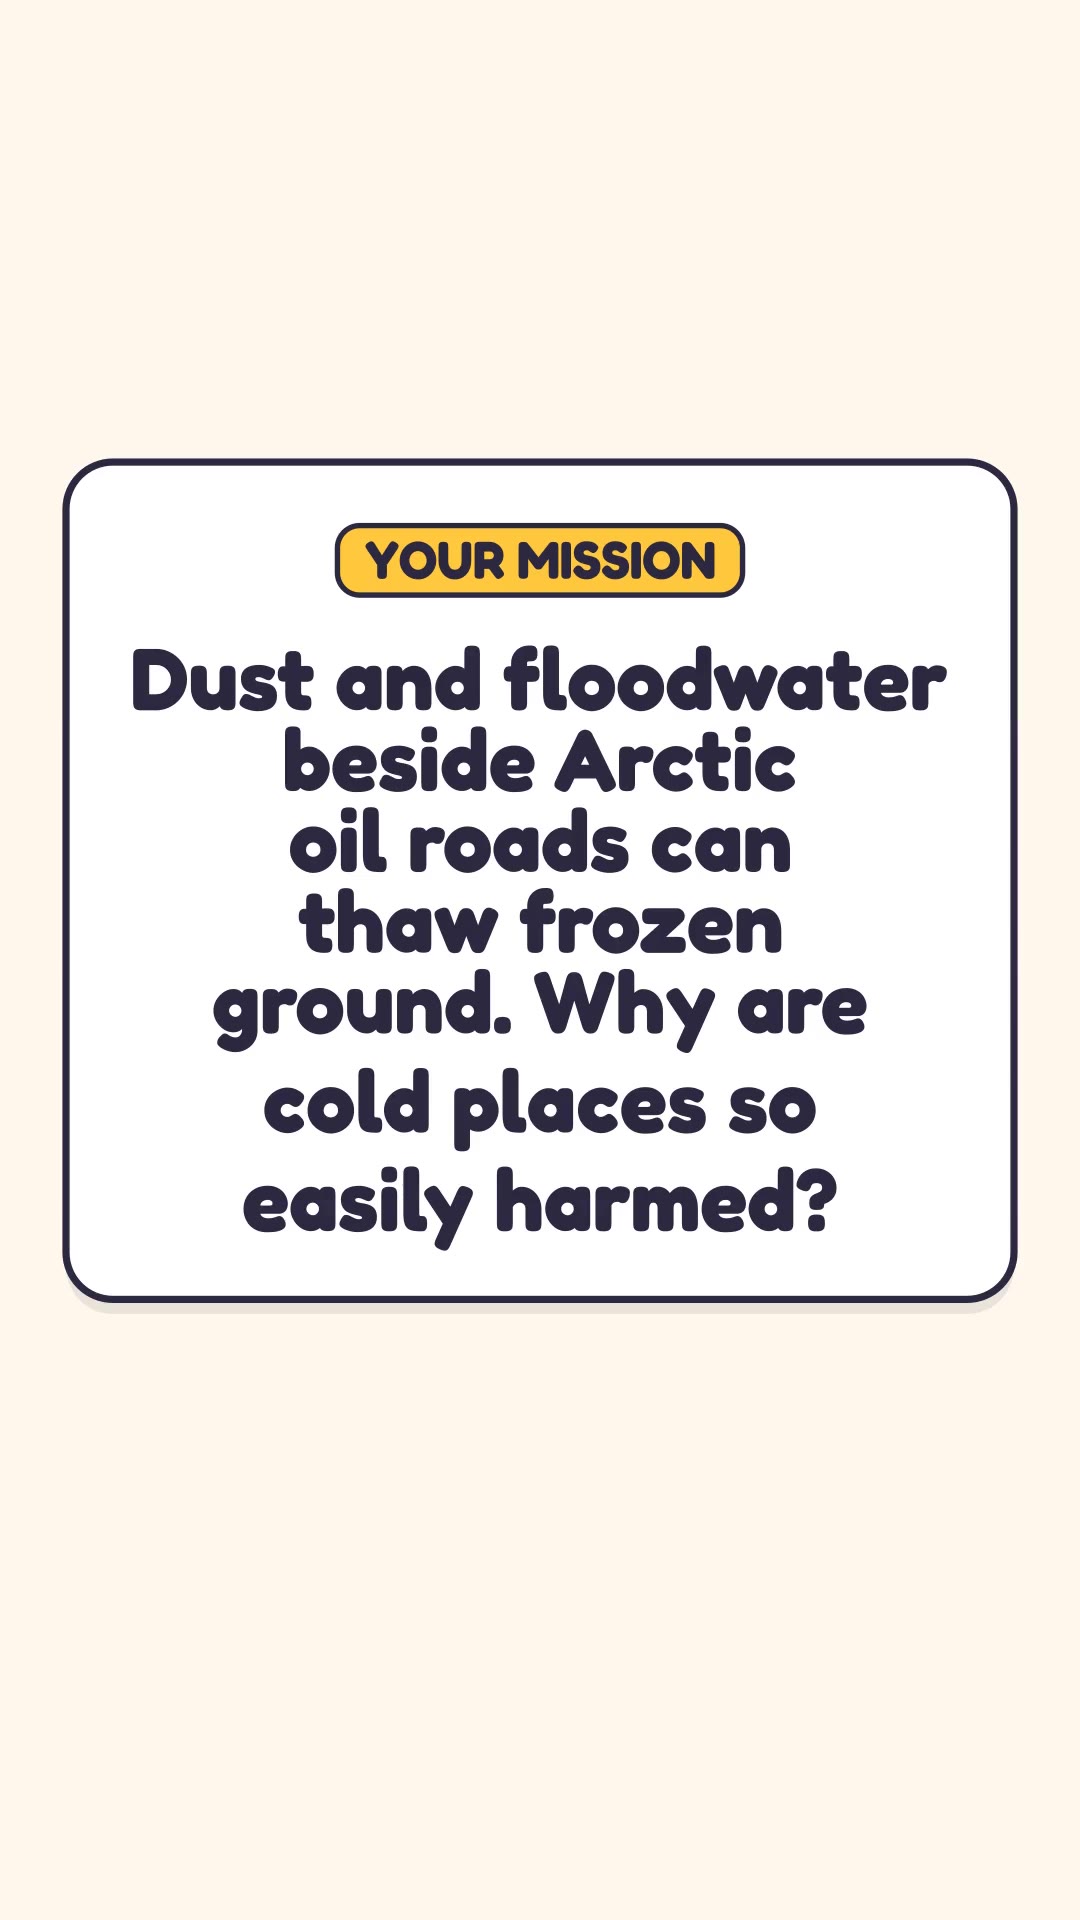 YOUR MISSION
Dust and floodwater
beside Arctic
oil roads can
thaw frozen
ground. Why are
cold places so
easily harmed?